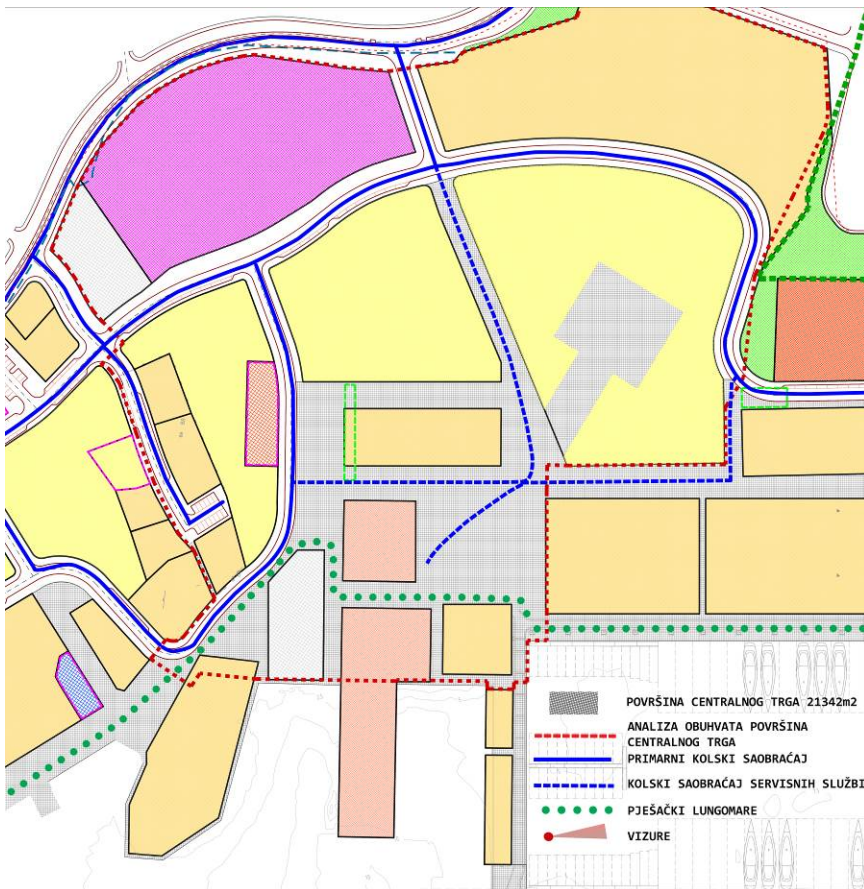 POVRŠINA CENTRALNOG TRGA 21342m2
ANALIZA OBUHVATA POVRŠINA
CENTRALNOG TRGA
PRIMARNI KOLSKI SAOBRAĆAJ
KOLSKI SAOBRAĆAJ SERVISNIH SLUŽBI
PJEŠAČKI LUNGOMARE
VIZURE